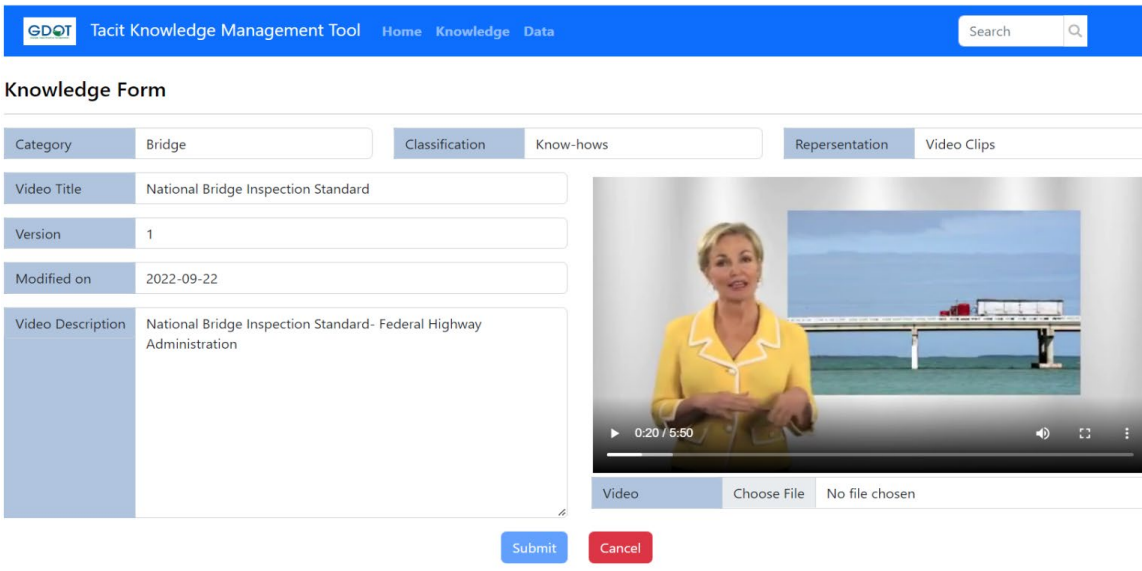 GDOT Tacit Knowledge Management Tool Home Knowledge Data Search
Knowledge Form
Category Bridge Classification Know-hows Repersentation Video Clips
Video Title National Bridge Inspection Standard
Version 1
Modified on 2022-09-22
Video Description National Bridge Inspection Standard- Federal Highway
Administration
0:20 / 5:50
Video Choose File No file chosen
Submit Cancel